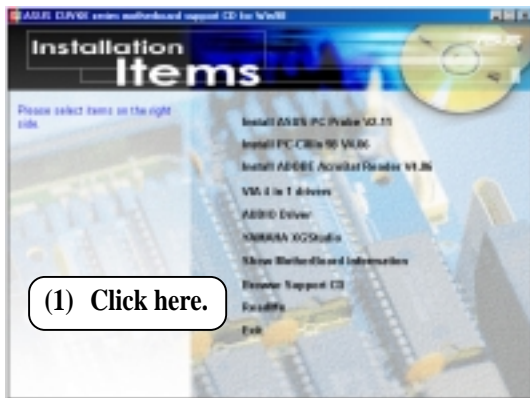 ASUS CUV4X series motherboard support CD for Win98
Installation
Items
ASUS
Please select items on the right
side.
Install ASUS PC Probe V2.11
Install PC-Cillin 98 V4.06
Install ADOBE Acrobat Reader V4.06
VIA 4 in 1 drivers
AUDIO Driver
YAMAHA XGStudio
Show Motherboard Information
Browse Support CD
ReadMe
Exit
(1) Click here.